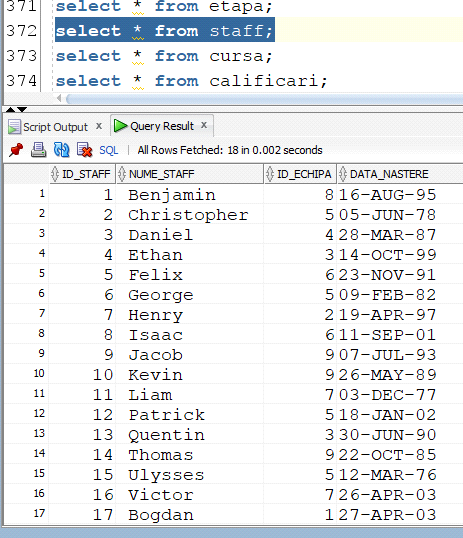 371 select * from etapa;
372 select * from staff;
373 select * from cursa;
374 select * from calificari;
Script Output x Query Result x
SQL | All Rows Fetched: 18 in 0.002 seconds
ID_STAFF NUME_STAFF ID_ECHIPA DATA_NASTERE
1 1 Benjamin 8 16-AUG-95
2 2 Christopher 5 05-JUN-78
3 3 Daniel 4 28-MAR-87
4 4 Ethan 3 14-OCT-99
5 5 Felix 6 23-NOV-91
6 6 George 5 09-FEB-82
7 7 Henry 2 19-APR-97
8 8 Isaac 6 11-SEP-01
9 9 Jacob 9 07-JUL-93
10 10 Kevin 9 26-MAY-89
11 11 Liam 7 03-DEC-77
12 12 Patrick 5 18-JAN-02
13 13 Quentin 3 30-JUN-90
14 14 Thomas 9 22-OCT-85
15 15 Ulysses 5 12-MAR-76
16 16 Victor 7 26-APR-03
17 17 Bogdan 1 27-APR-03